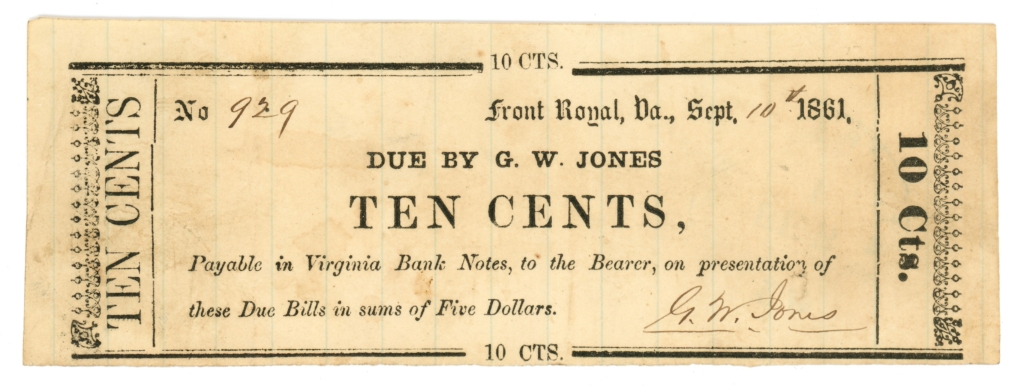 10 CTS.
TEN CENTS
No 929 Front Royal, Va., Sept. 10th 1861.
DUE BY G. W. JONES
TEN CENTS,
Payable in Virginia Bank Notes, to the Bearer, on presentation of
these Due Bills in sums of Five Dollars.
G. W. Jones
10 Cts.
10 CTS.